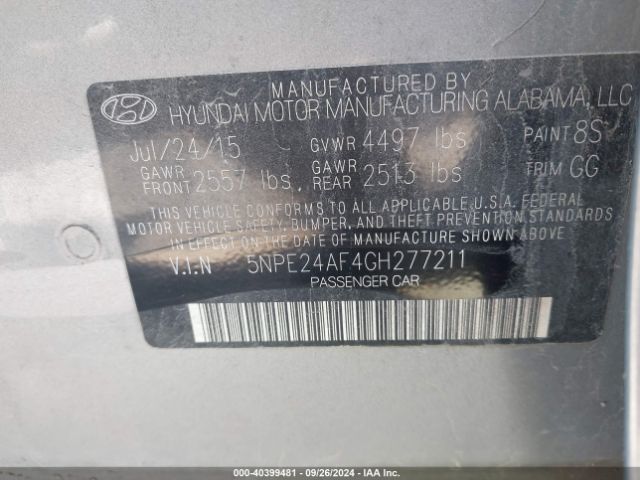 MANUFACTURED BY
HYUNDAI MOTOR MANUFACTURING ALABAMA, LLC
Jul/24/15 GVWR 4497 lbs PAINT 8S
GAWR FRONT 2557 lbs, GAWR REAR 2513 lbs TRIM GG
THIS VEHICLE CONFORMS TO ALL APPLICABLE U.S.A. FEDERAL
MOTOR VEHICLE SAFETY, BUMPER, AND THEFT PREVENTION
STANDARDS IN EFFECT ON THE DATE OF MANUFACTURE SHOWN ABOVE.
V.I.N 5NPE24AF4GH277211
PASSENGER CAR
000-40399481 - 09/26/2024 - IAA Inc.